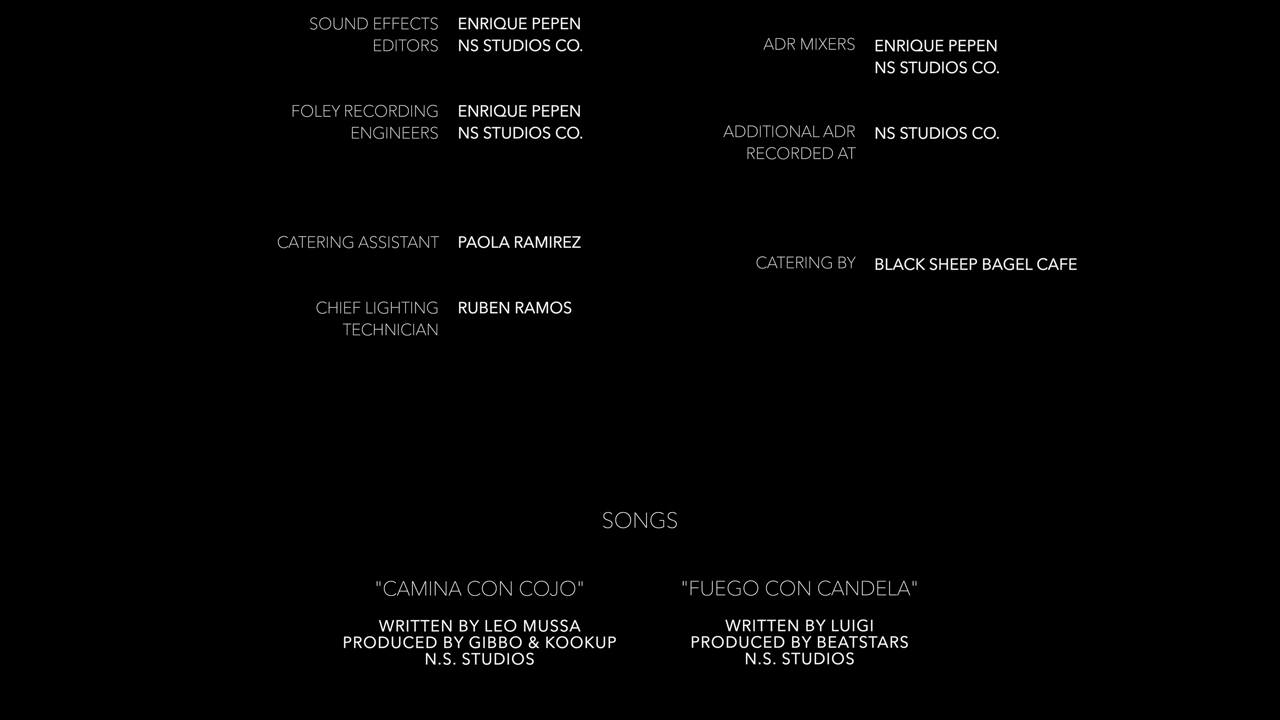 SOUND EFFECTS ENRIQUE PEPEN
EDITORS NS STUDIOS CO.
ADR MIXERS ENRIQUE PEPEN
NS STUDIOS CO.
FOLEY RECORDING ENRIQUE PEPEN
ENGINEERS NS STUDIOS CO.
ADDITIONAL ADR NS STUDIOS CO.
RECORDED AT
CATERING ASSISTANT PAOLA RAMIREZ
CATERING BY BLACK SHEEP BAGEL CAFE
CHIEF LIGHTING RUBEN RAMOS
TECHNICIAN
SONGS
"CAMINA CON COJO"
WRITTEN BY LEO MUSSA
PRODUCED BY GIBBO & KOOKUP
N.S. STUDIOS
"FUEGO CON CANDELA"
WRITTEN BY LUIGI
PRODUCED BY BEATSTARS
N.S. STUDIOS